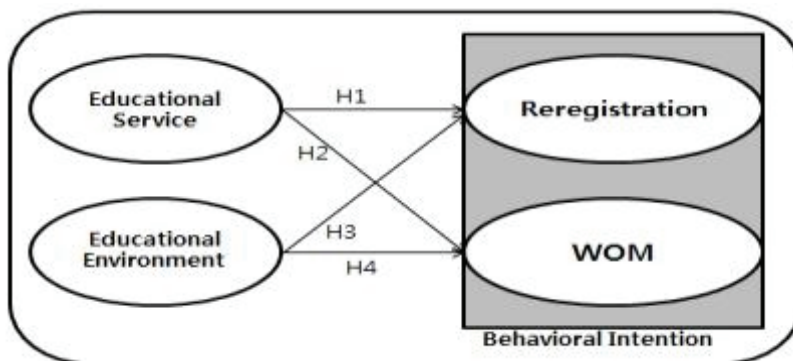 Educational
Service
H1
Reregistration
H2
Educational
Environment
H3
H4
WOM
Behavioral Intention